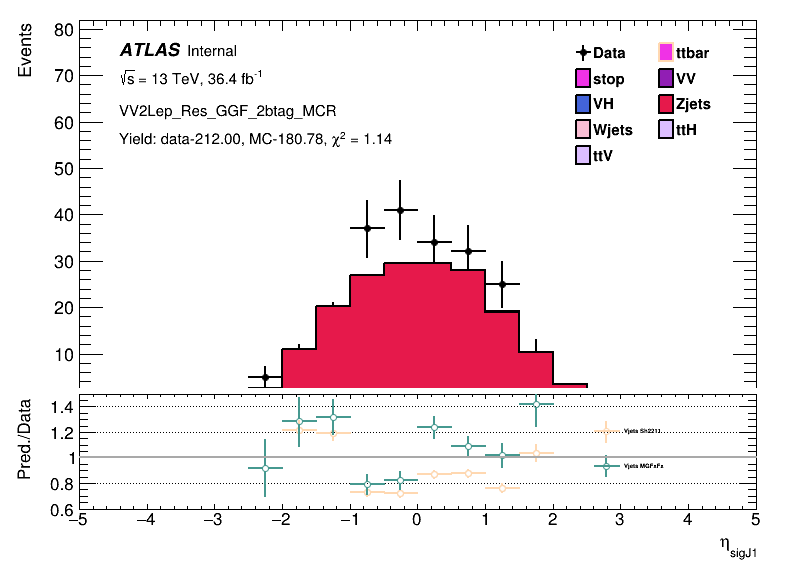 Events
80
70
60
50
40
30
20
10
ATLAS Internal
√s = 13 TeV, 36.4 fb⁻¹
VV2Lep_Res_GGF_2btag_MCR
Yield: data-212.00, MC-180.78, χ² = 1.14
Data
ttbar
stop
VV
VH
Zjets
Wjets
ttH
ttV
Pred./Data
1.4
1.2
1
0.8
0.6
Vjets Sh2211
Vjets MGFxFx
−5 −4 −3 −2 −1 0 1 2 3 4 5
η sigJ1